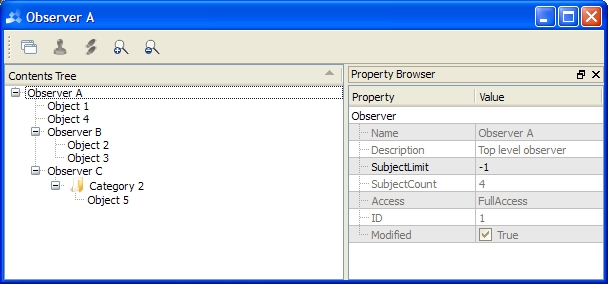 Observer A
Contents Tree
Observer A
Object 1
Object 4
Observer B
Object 2
Object 3
Observer C
Category 2
Object 5
Property Browser
Property Value
Observer
Name Observer A
Description Top level observer
SubjectLimit -1
SubjectCount 4
Access FullAccess
ID 1
Modified True